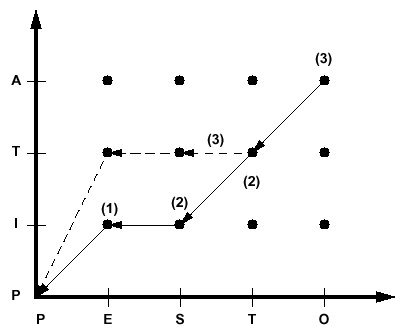 (3)
A
T
(3)
(2)
I
(1)
(2)
P
P E S T O